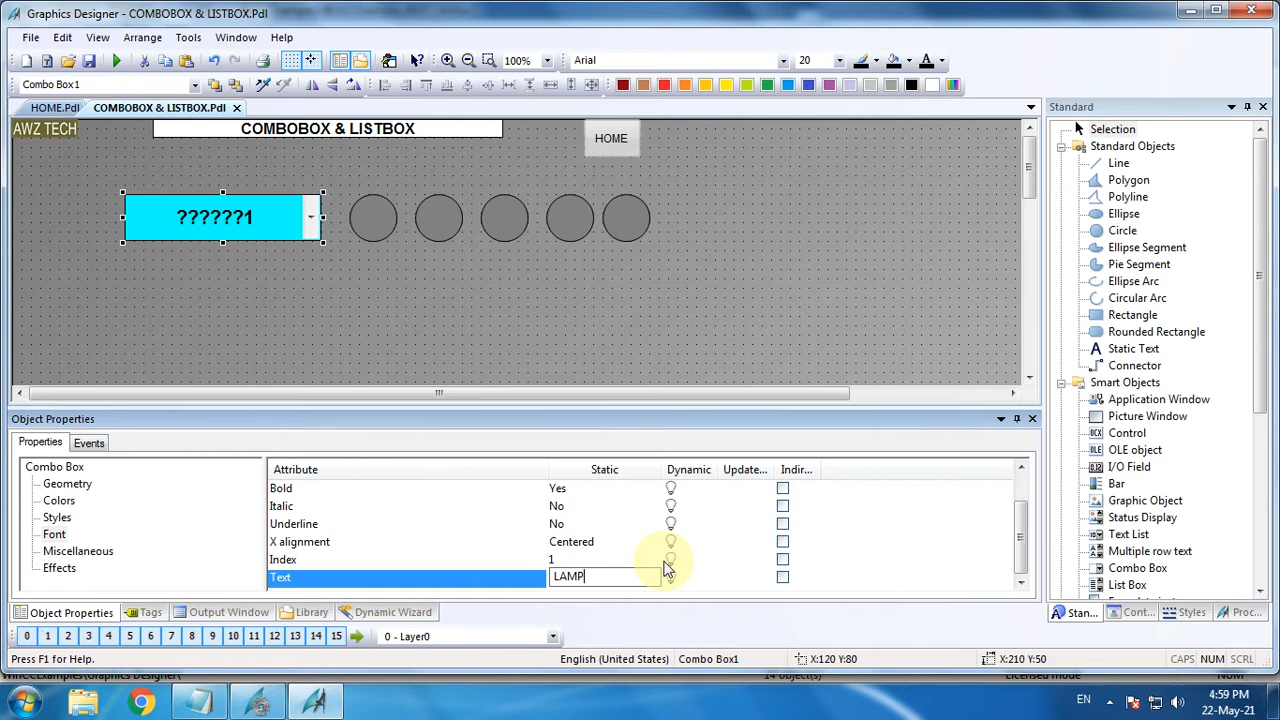 Graphics Designer - COMBOBOX & LISTBOX.Pdl
File Edit View Arrange Tools Window Help
100% Arial 20
Combo Box1
HOME.Pdl COMBOBOX & LISTBOX.Pdl
AWZ TECH COMBOBOX & LISTBOX HOME
??????1
Standard
Selection
Standard Objects
Line
Polygon
Polyline
Ellipse
Circle
Ellipse Segment
Pie Segment
Ellipse Arc
Circular Arc
Rectangle
Rounded Rectangle
Static Text
Connector
Smart Objects
Application Window
Picture Window
Control
OLE object
I/O Field
Bar
Graphic Object
Status Display
Text List
Multiple row text
Combo Box
List Box
Stan... Cont... Styles Proc...
Object Properties
Properties Events
Combo Box
Geometry
Colors
Styles
Font
Miscellaneous
Effects
Attribute Static Dynamic Update... Indir...
Bold Yes
Italic No
Underline No
X alignment Centered
Index 1
Text LAMP
Object Properties Tags Output Window Library Dynamic Wizard
0 1 2 3 4 5 6 7 8 9 10 11 12 13 14 15 0 - Layer0
Press F1 for Help. English (United States) Combo Box1 X:120 Y:80 X:210 Y:50 CAPS NUM SCRL
EN 4:59 PM
22-May-21